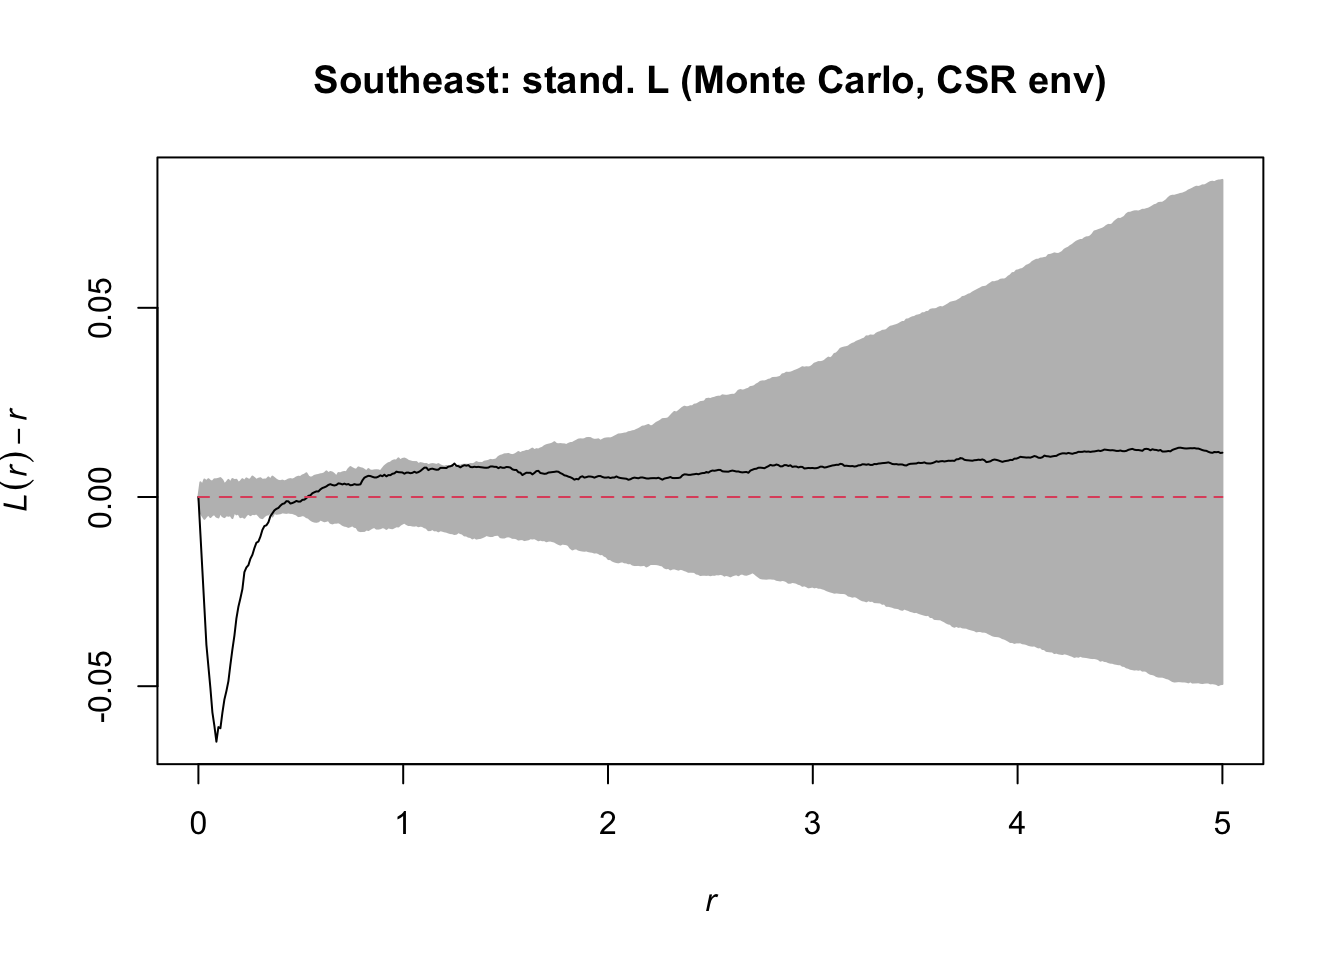 Southeast: stand. L (Monte Carlo, CSR env)
L(r) − r
0.05
0.00
-0.05
0 1 2 3 4 5
r